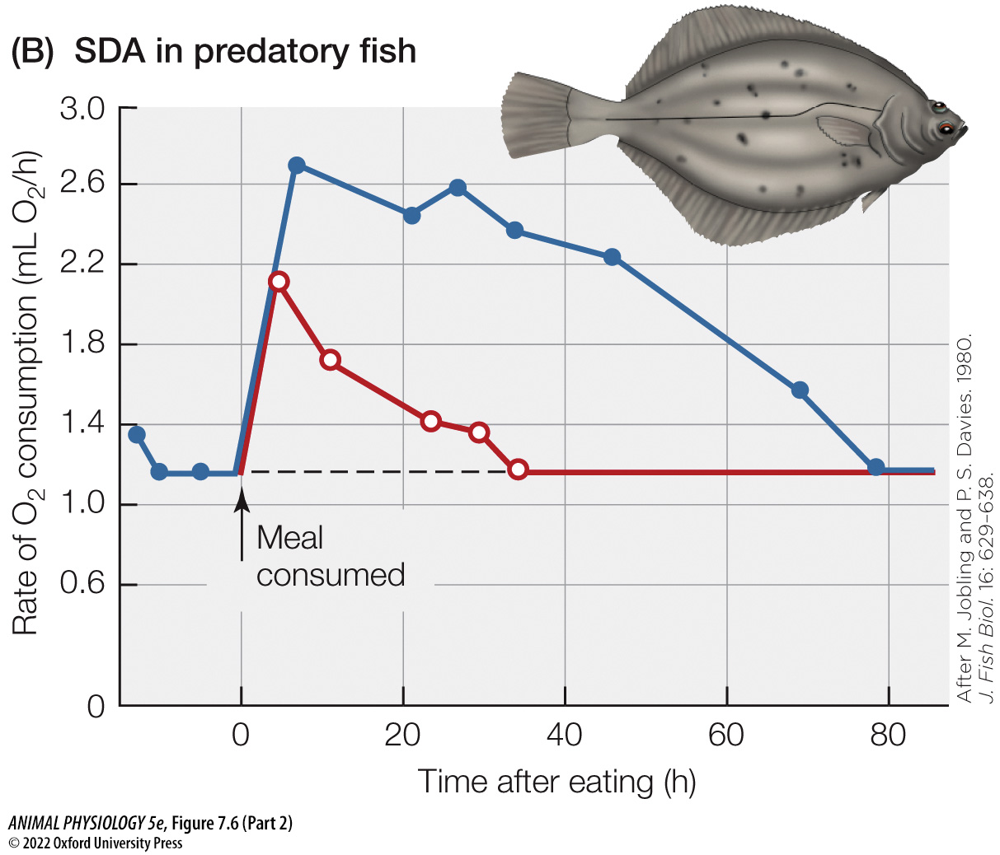 (B) SDA in predatory fish
Rate of O2 consumption (mL O2/h)
3.0
2.6
2.2
1.8
1.4
1.0
0.6
0
Meal
consumed
0 20 40 60 80
Time after eating (h)
After M. Jobling and P. S. Davies. 1980.
J. Fish Biol. 16: 629–638.
ANIMAL PHYSIOLOGY 5e, Figure 7.6 (Part 2)
© 2022 Oxford University Press